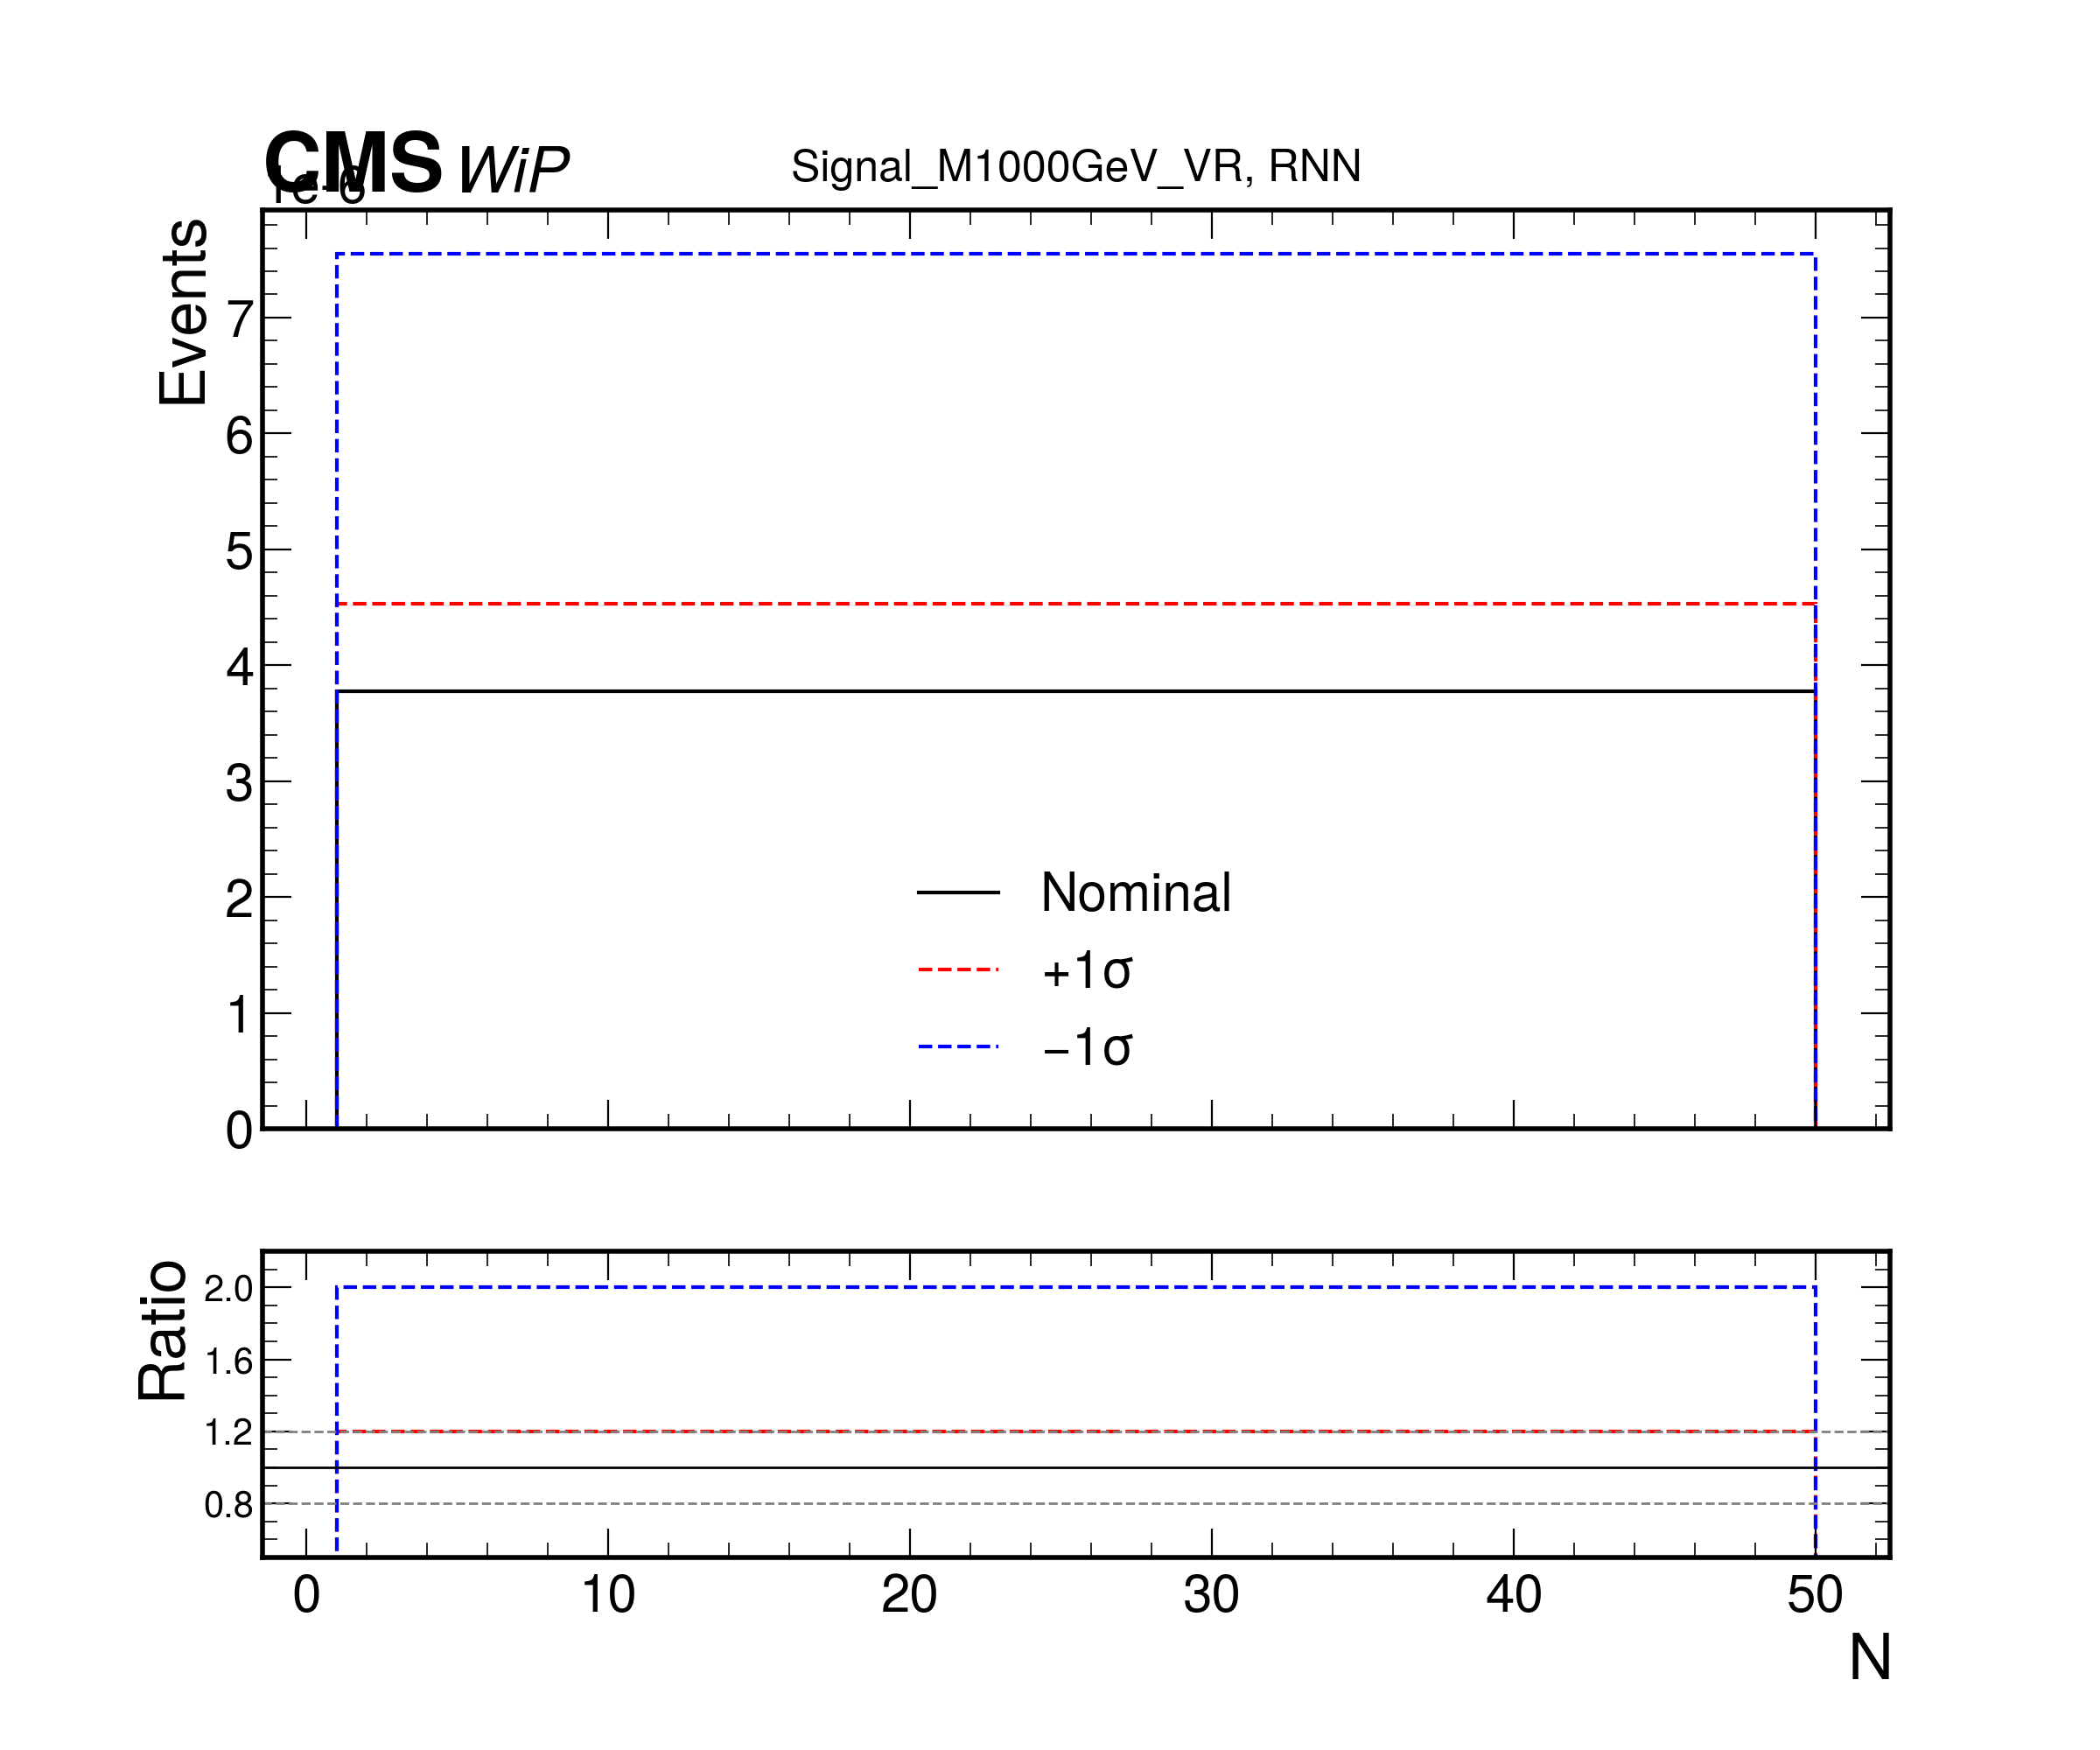 CMS WiP
Signal_M1000GeV_VR, RNN
Events
7
6
5
4
3
2
1
0
Nominal
+1σ
−1σ
Ratio
2.0
1.6
1.2
0.8
0 10 20 30 40 50
N